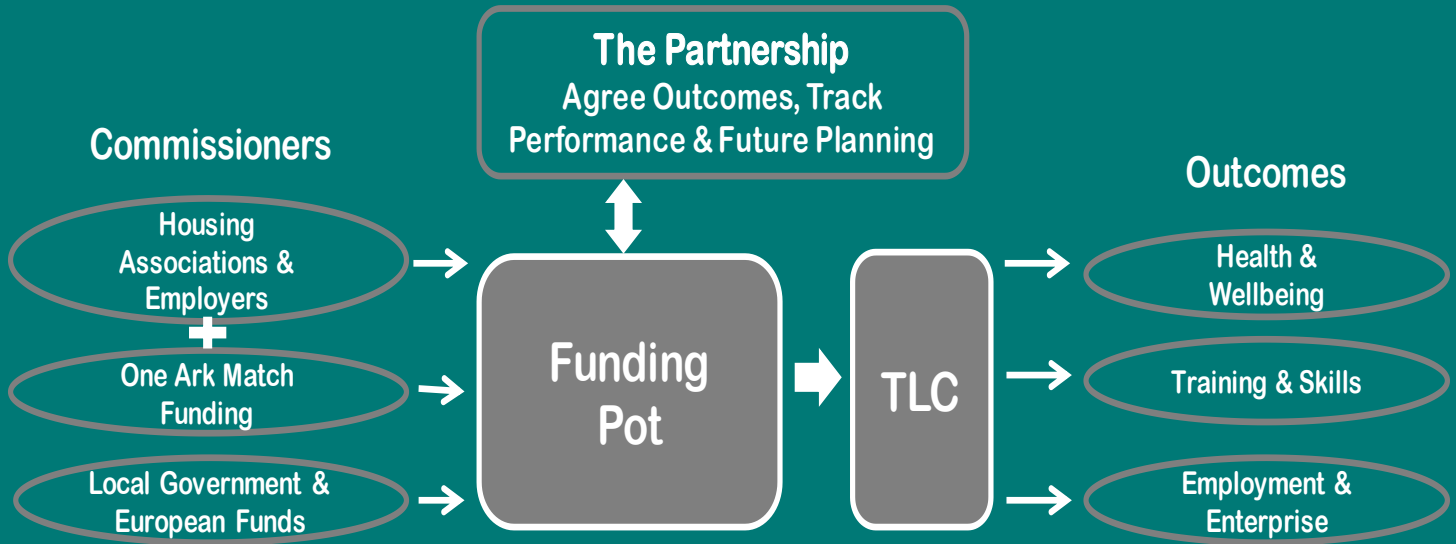 The Partnership
Agree Outcomes, Track
Performance & Future Planning
Commissioners
Housing
Associations &
Employers
One Ark Match
Funding
Local Government &
European Funds
Funding
Pot
TLC
Outcomes
Health &
Wellbeing
Training & Skills
Employment &
Enterprise